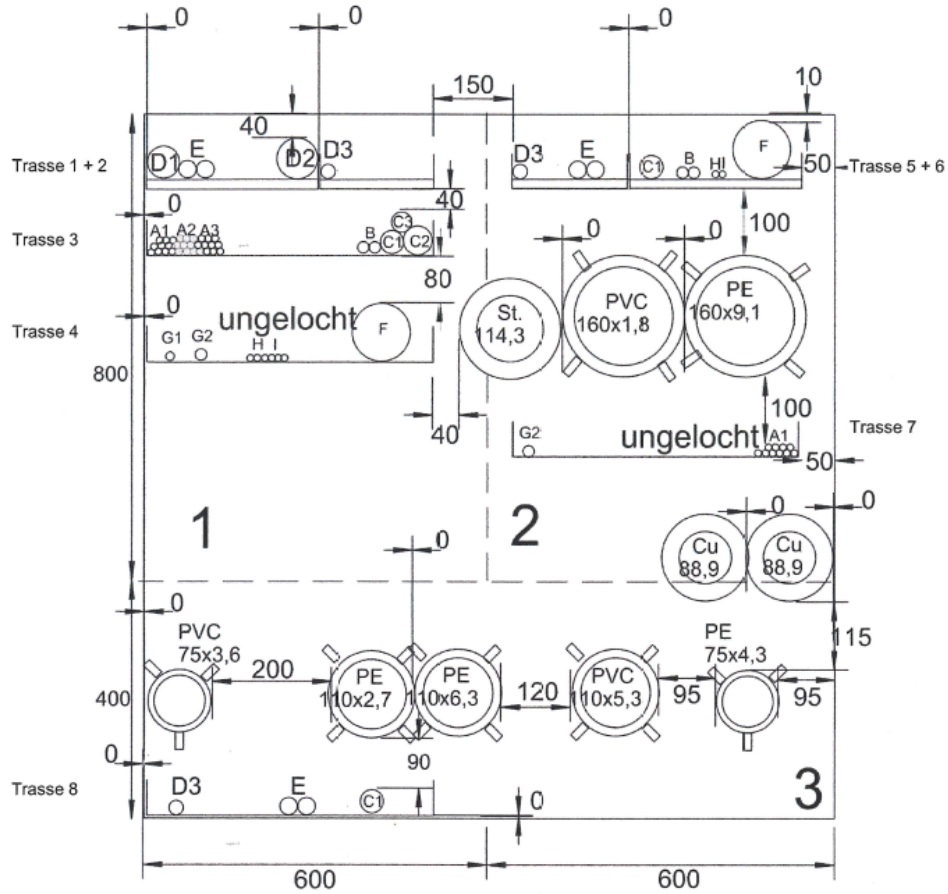 0 0 0
10
150
40
D1 E D2 D3
D3 E C1 B HI F
50
Trasse 1 + 2
Trasse 5 + 6
0
40
100
Trasse 3
A1 A2 A3
B C3 C1 C2
0 0
80
0
Trasse 4
G1 G2
ungelocht
H I
F
St.
114,3
PVC
160x1,8
PE
160x9,1
800
40
100
G2
ungelocht
A1
Trasse 7
50
0 0
1
2
Cu
88,9
Cu
88,9
0
0
PVC
75x3,6
PE
75x4,3
115
200
PE
110x2,7
PE
110x6,3
120
PVC
110x5,3
95
95
400
0
90
Trasse 8
D3 E C1
0
3
600 600